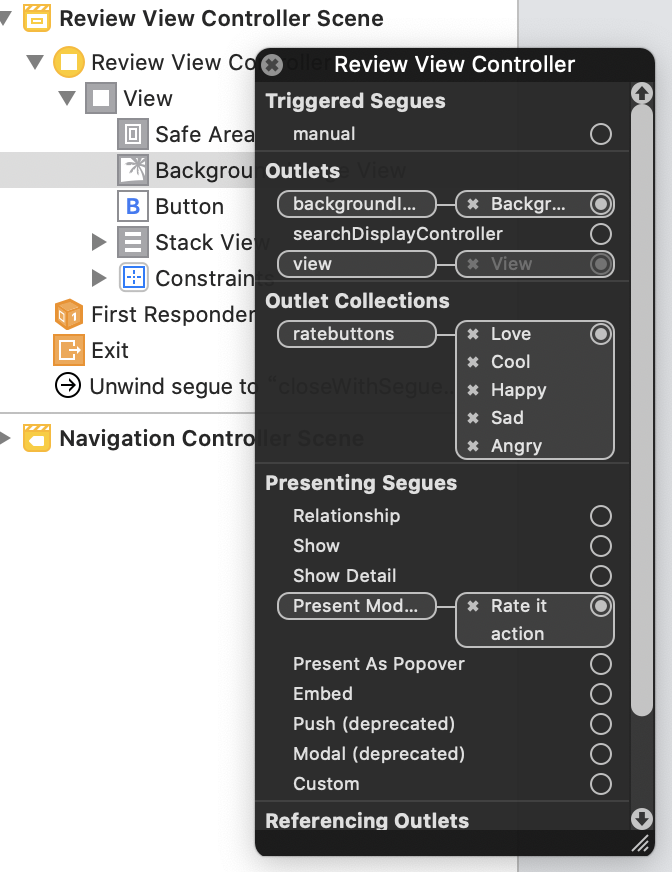 Review View Controller Scene
Review View Co
View
Safe Area
Background
View
B Button
Stack View
Constraints
First Responder
Exit
Unwind segue to "closeWithSegue...
Navigation Controller Scene
Review View Controller
Triggered Segues
manual
Outlets
backgroundI...
Backgr...
searchDisplayController
view
View
Outlet Collections
ratebuttons
Love
Cool
Happy
Sad
Angry
Presenting Segues
Relationship
Show
Show Detail
Present Mod...
Rate it
action
Present As Popover
Embed
Push (deprecated)
Modal (deprecated)
Custom
Referencing Outlets